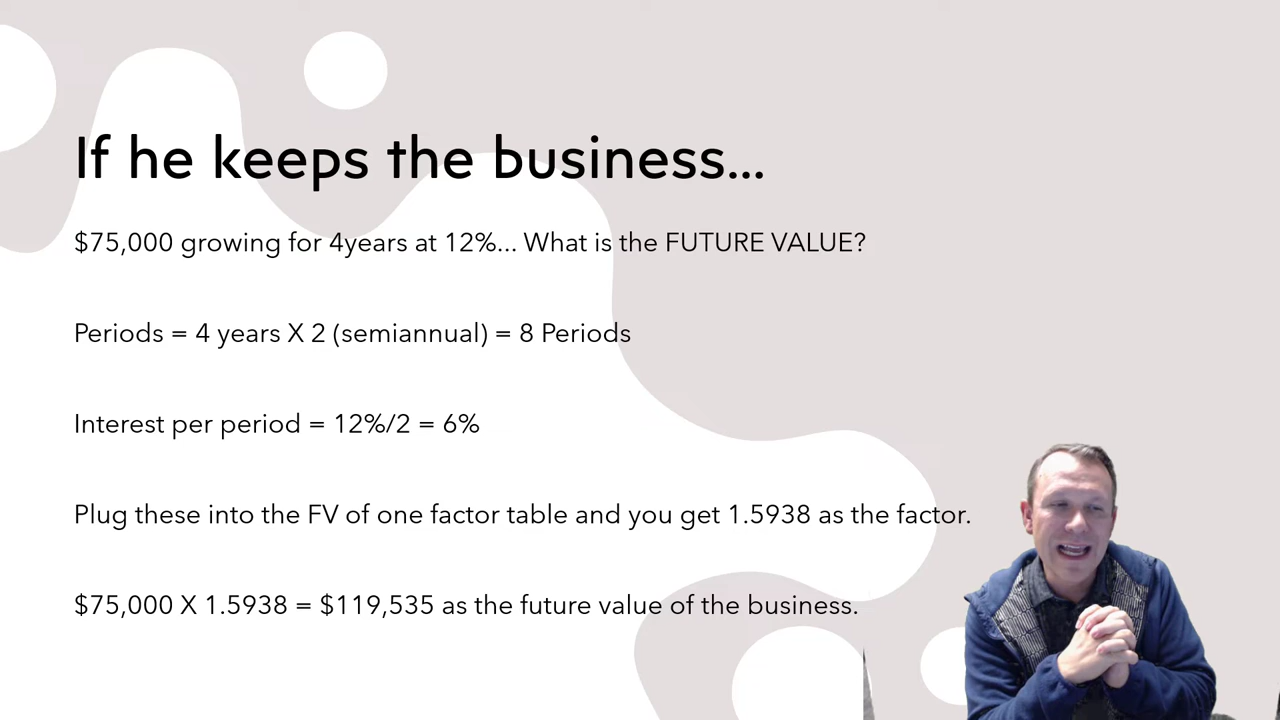 If he keeps the business...
$75,000 growing for 4years at 12%... What is the FUTURE VALUE?
Periods = 4 years X 2 (semiannual) = 8 Periods
Interest per period = 12%/2 = 6%
Plug these into the FV of one factor table and you get 1.5938 as the factor.
$75,000 X 1.5938 = $119,535 as the future value of the business.